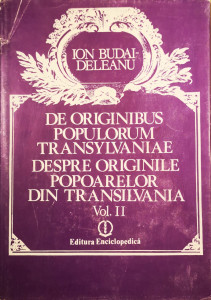 ION BUDAI-
DELEANU
DE ORIGINIBUS
POPULORUM
TRANSYLVANIAE
DESPRE ORIGINILE
POPOARELOR
DIN TRANSILVANIA
Vol. II
Editura Enciclopedică